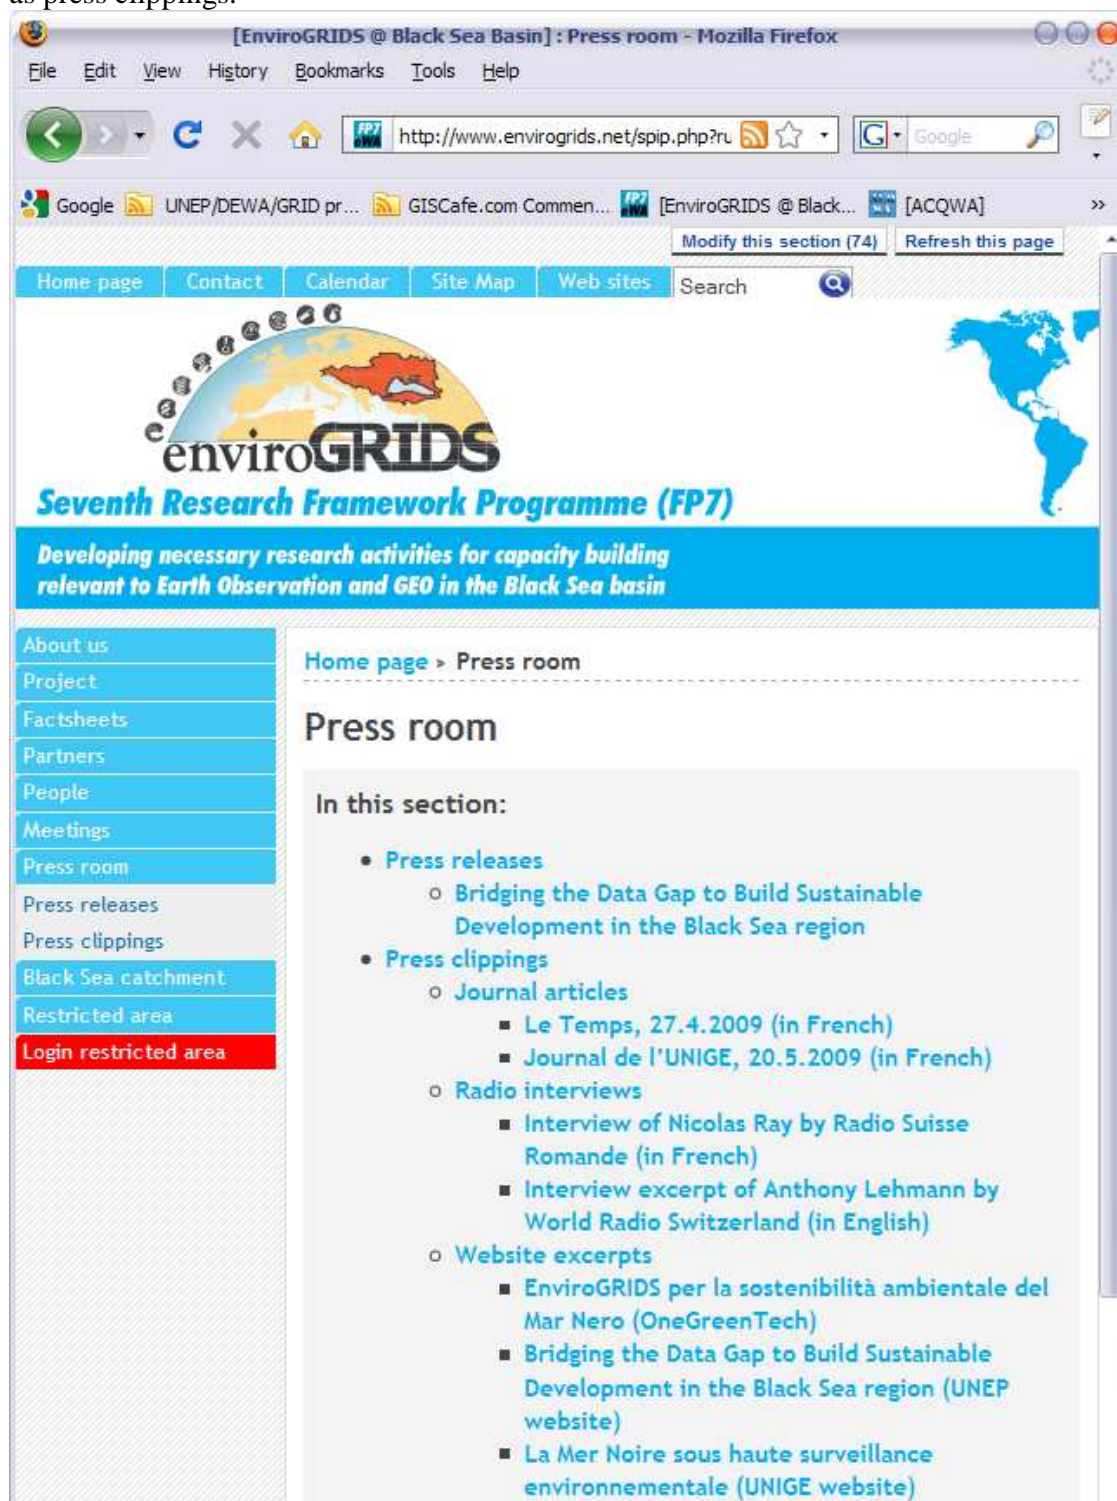 as press clippings.
[EnviroGRIDS @ Black Sea Basin] : Press room - Mozilla Firefox
File Edit View History Bookmarks Tools Help
http://www.envirogrids.net/spip.php?ru
Google
Google UNEP/DEWA/GRID pr... GISCafe.com Commen... [EnviroGRIDS @ Black... [ACQWA] »
Modify this section (74) Refresh this page
Home page Contact Calendar Site Map Web sites Search
enviroGRIDS
Seventh Research Framework Programme (FP7)
Developing necessary research activities for capacity building
relevant to Earth Observation and GEO in the Black Sea basin
About us
Project
Factsheets
Partners
People
Meetings
Press room
Press releases
Press clippings
Black Sea catchment
Restricted area
Login restricted area
Home page > Press room
Press room
In this section:
Press releases
Bridging the Data Gap to Build Sustainable
Development in the Black Sea region
Press clippings
Journal articles
Le Temps, 27.4.2009 (in French)
Journal de l'UNIGE, 20.5.2009 (in French)
Radio interviews
Interview of Nicolas Ray by Radio Suisse
Romande (in French)
Interview excerpt of Anthony Lehmann by
World Radio Switzerland (in English)
Website excerpts
EnviroGRIDS per la sostenibilità ambientale del
Mar Nero (OneGreenTech)
Bridging the Data Gap to Build Sustainable
Development in the Black Sea region (UNEP
website)
La Mer Noire sous haute surveillance
environnementale (UNIGE website)